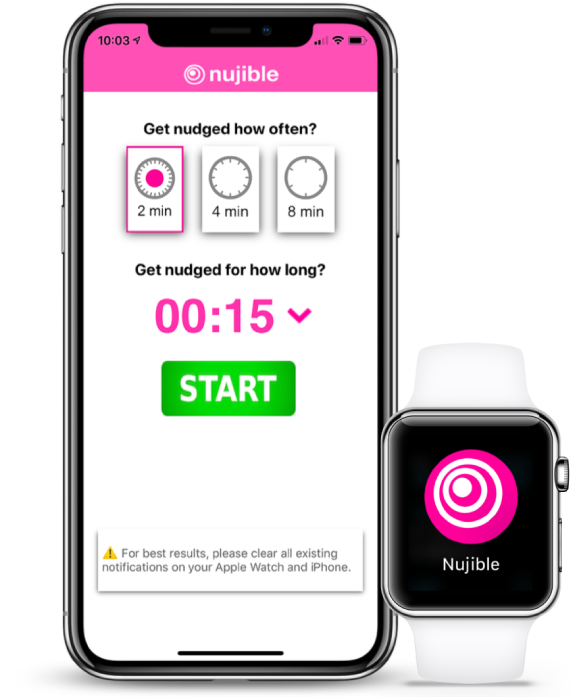 10:03
nujible
Get nudged how often?
2 min
4 min
8 min
Get nudged for how long?
00:15
START
⚠️ For best results, please clear all existing
notifications on your Apple Watch and iPhone.
Nujible